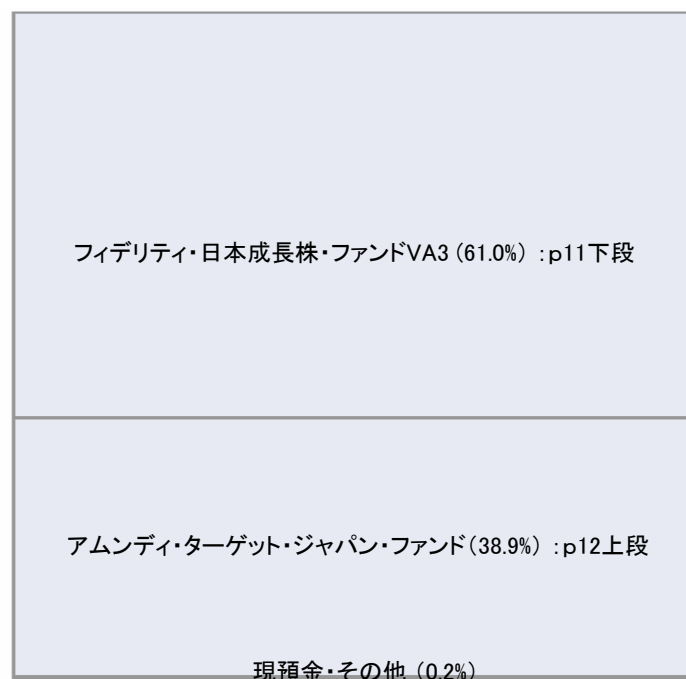 フィデリティ・日本成長株・ファンドVA3 (61.0%) :p11下段
アムンディ・ターゲット・ジャパン・ファンド(38.9%) :p12上段
現預金・その他 (0.2%)